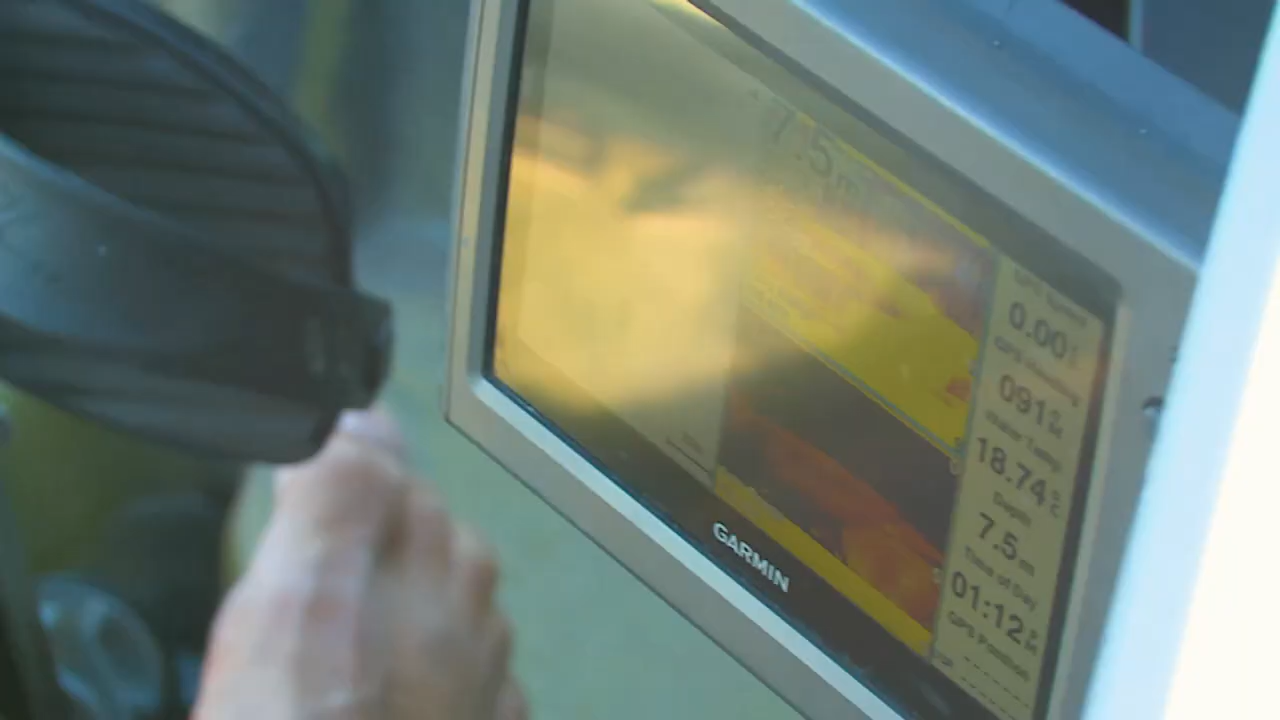 7.5 m
GPS Speed
0.00
GPS Heading
091°M
Water Temp
18.74°C
Depth
7.5 m
Time of Day
01:12
GPS Position
GARMIN